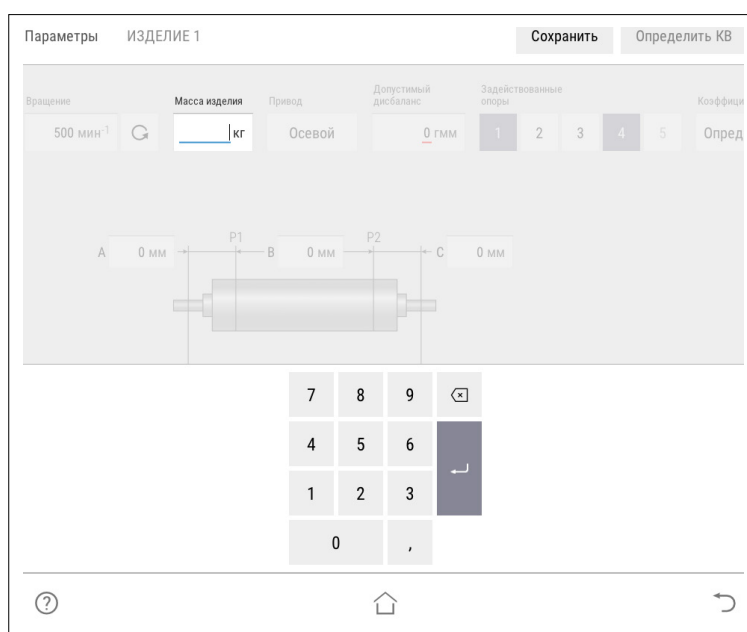 Параметры ИЗДЕЛИЕ 1 Сохранить Определить КВ
Вращение Масса изделия Привод Допустимый дисбаланс Задействованные опоры Коэффици
500 мин⁻¹ кг Осевой 0 гмм 1 2 3 4 5 Опред
P1 P2
A 0 мм B 0 мм C 0 мм
7 8 9
4 5 6
1 2 3
0 ,